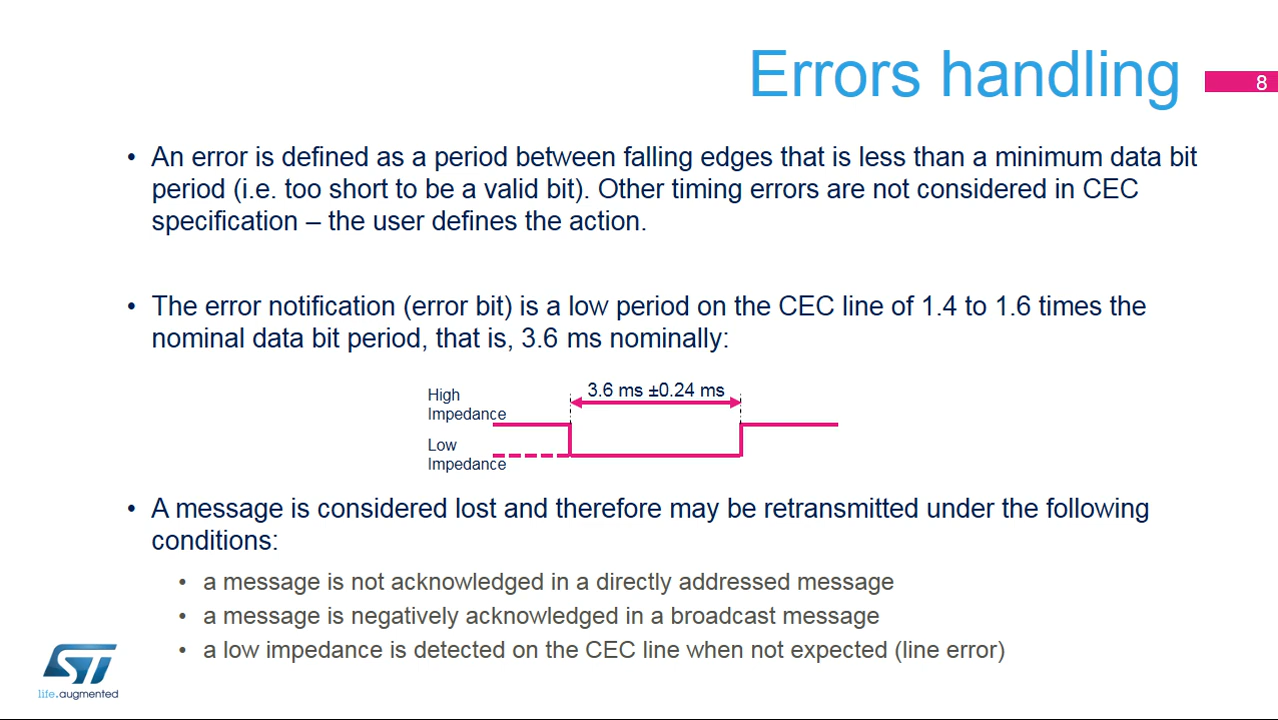 Errors handling
8
• An error is defined as a period between falling edges that is less than a minimum data bit
period (i.e. too short to be a valid bit). Other timing errors are not considered in CEC
specification – the user defines the action.
• The error notification (error bit) is a low period on the CEC line of 1.4 to 1.6 times the
nominal data bit period, that is, 3.6 ms nominally:
3.6 ms ±0.24 ms
High
Impedance
Low
Impedance
• A message is considered lost and therefore may be retransmitted under the following
conditions:
• a message is not acknowledged in a directly addressed message
• a message is negatively acknowledged in a broadcast message
• a low impedance is detected on the CEC line when not expected (line error)
ST
life.augmented